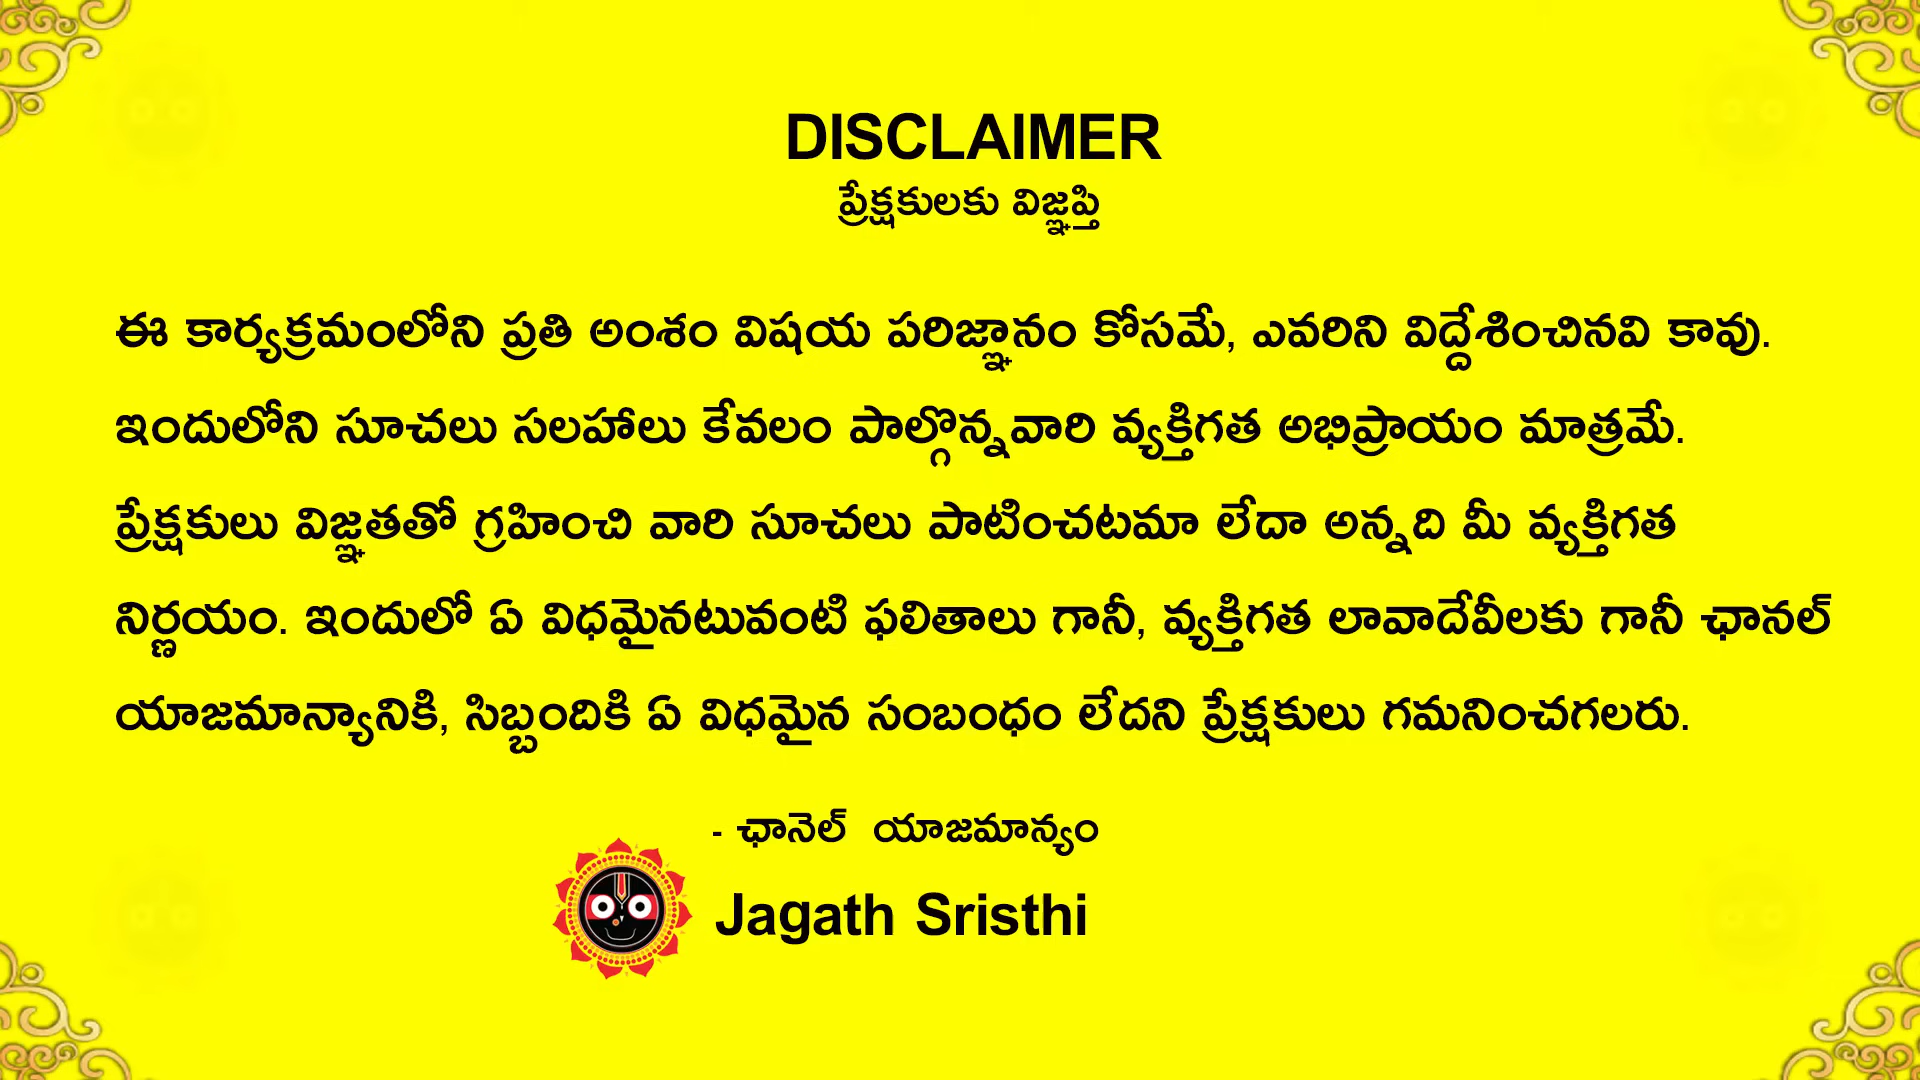 DISCLAIMER
ప్రేక్షకులకు విజ్ఞప్తి
ఈ కార్యక్రమంలోని ప్రతి అంశం విషయ పరిజ్ఞానం కోసమే, ఎవరిని విద్దేశించినవి కావు.
ఇందులోని సూచలు సలహాలు కేవలం పాల్గొన్నవారి వ్యక్తిగత అభిప్రాయం మాత్రమే.
ప్రేక్షకులు విజ్ఞతతో గ్రహించి వారి సూచలు పాటించటమా లేదా అన్నది మీ వ్యక్తిగత
నిర్ణయం. ఇందులో ఏ విధమైనటువంటి ఫలితాలు గానీ, వ్యక్తిగత లావాదేవీలకు గానీ ఛానల్
యాజమాన్యానికి, సిబ్బందికి ఏ విధమైన సంబంధం లేదని ప్రేక్షకులు గమనించగలరు.
- ఛానెల్ యాజమాన్యం
Jagath Sristhi